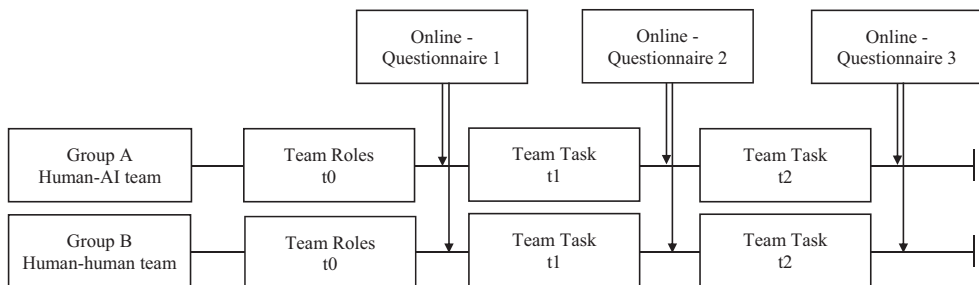 Online -
Questionnaire 1
Online -
Questionnaire 2
Online -
Questionnaire 3
Group A
Human-AI team
Team Roles
t0
Team Task
t1
Team Task
t2
Group B
Human-human team
Team Roles
t0
Team Task
t1
Team Task
t2